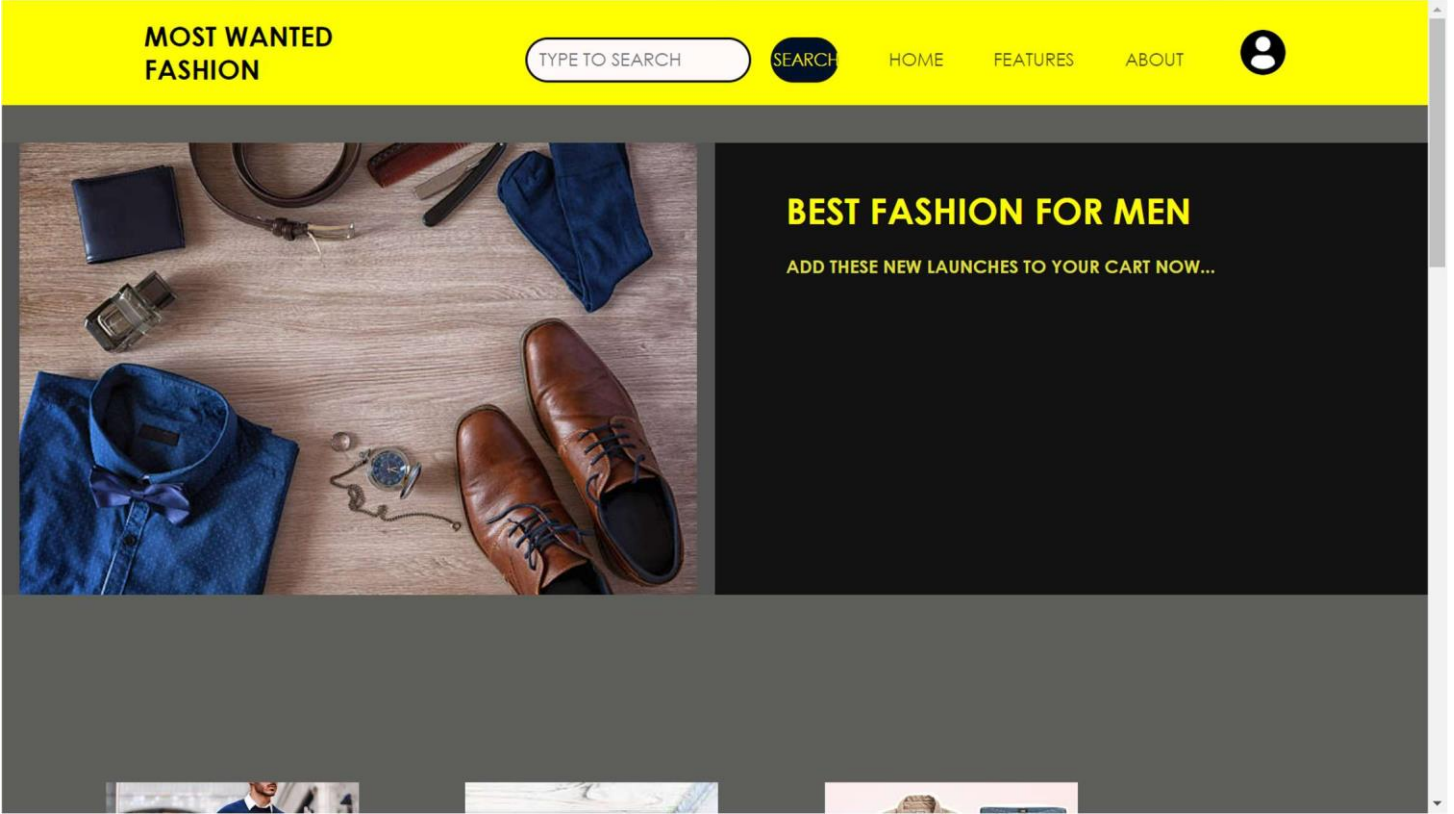 MOST WANTED
FASHION
TYPE TO SEARCH
SEARCH
HOME
FEATURES
ABOUT
BEST FASHION FOR MEN
ADD THESE NEW LAUNCHES TO YOUR CART NOW...